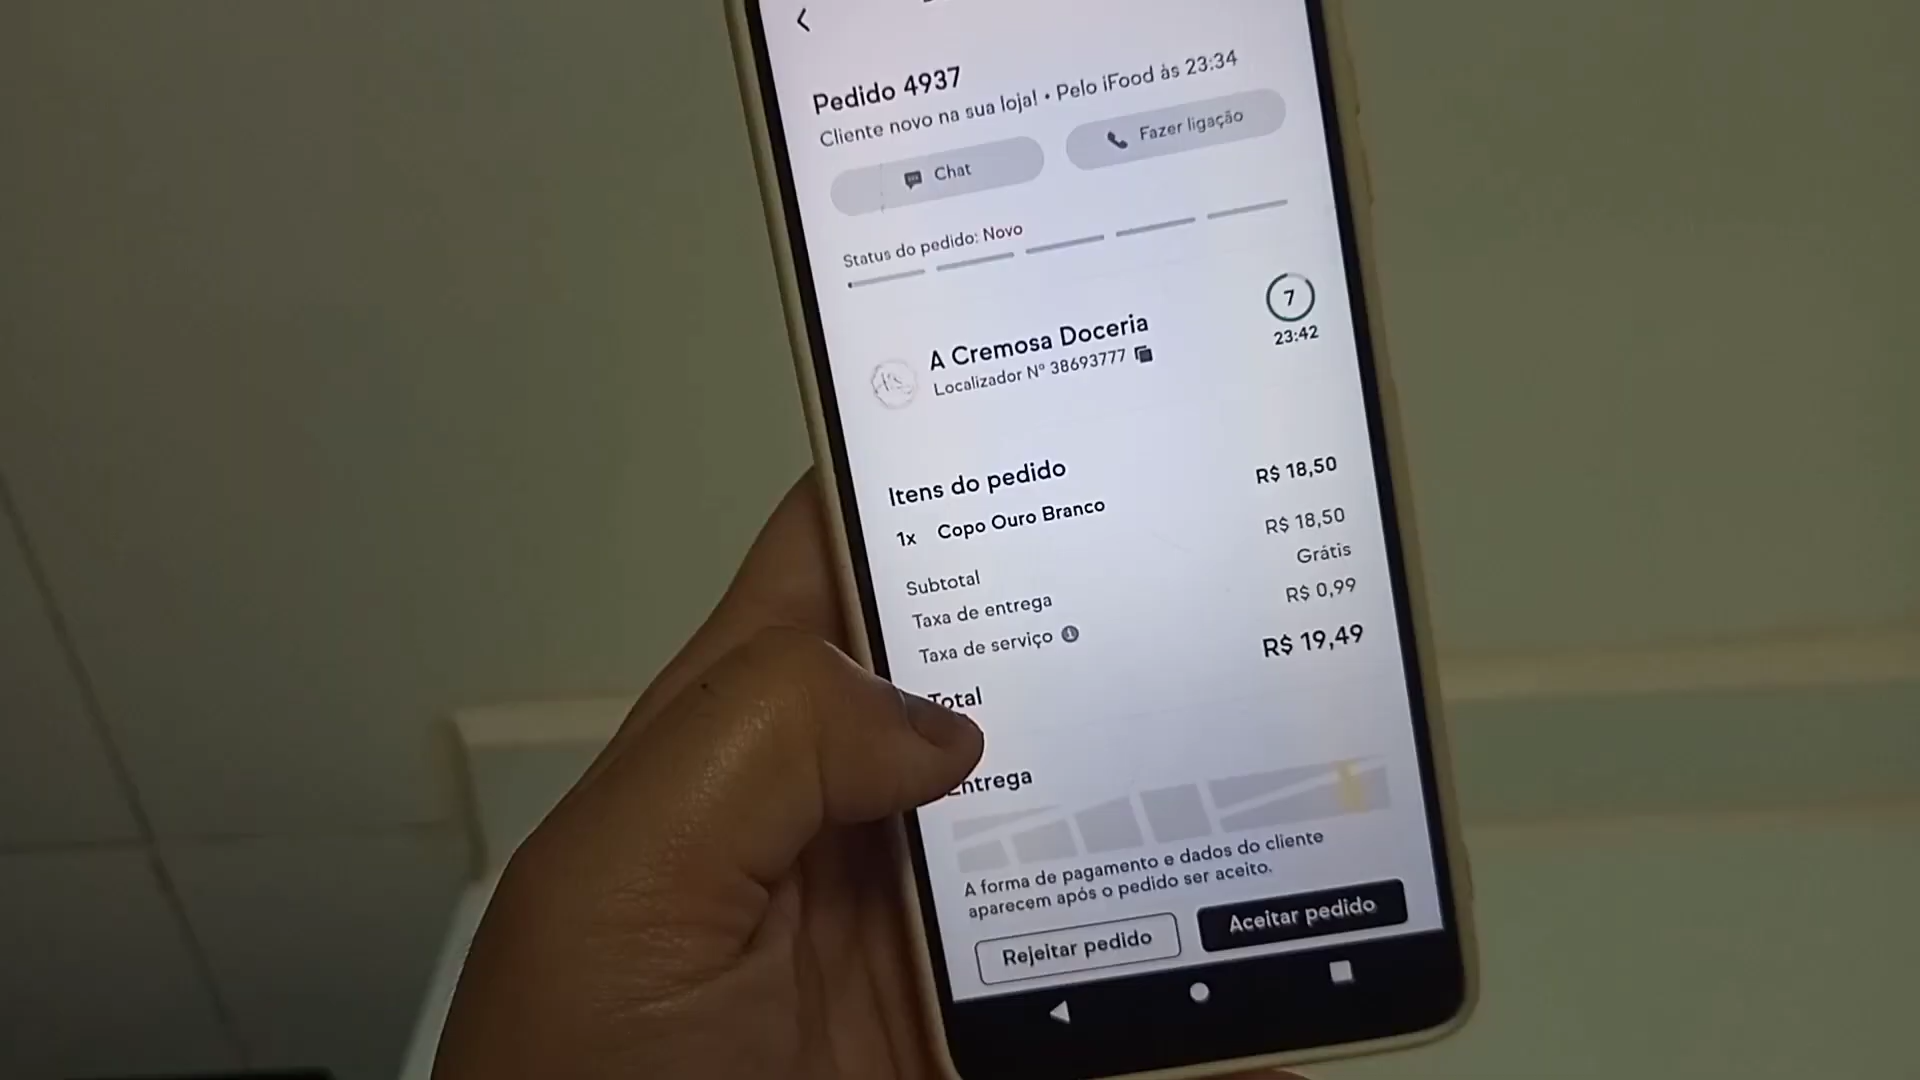 Pedido 4937
Cliente novo na sua loja! • Pelo iFood às 23:34
Chat
Fazer ligação
Status do pedido: Novo
7
23:42
A Cremosa Doceria
Localizador Nº 38693777
Itens do pedido
1x Copo Ouro Branco R$ 18,50
Subtotal R$ 18,50
Taxa de entrega Grátis
Taxa de serviço R$ 0,99
Total R$ 19,49
Entrega
A forma de pagamento e dados do cliente
aparecem após o pedido ser aceito.
Rejeitar pedido
Aceitar pedido